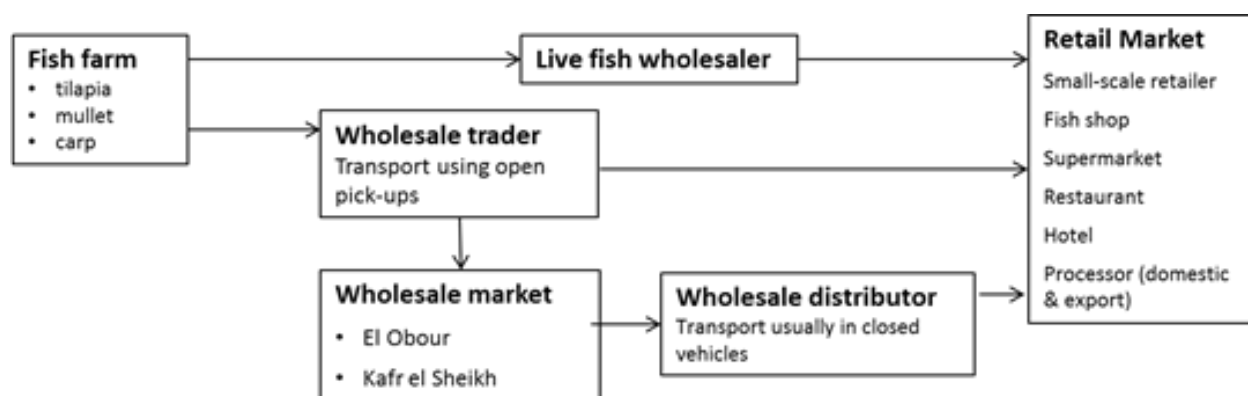 Fish farm
• tilapia
• mullet
• carp
Live fish wholesaler
Wholesale trader
Transport using open
pick-ups
Wholesale market
• El Obour
• Kafr el Sheikh
Wholesale distributor
Transport usually in closed
vehicles
Retail Market
Small-scale retailer
Fish shop
Supermarket
Restaurant
Hotel
Processor (domestic
& export)